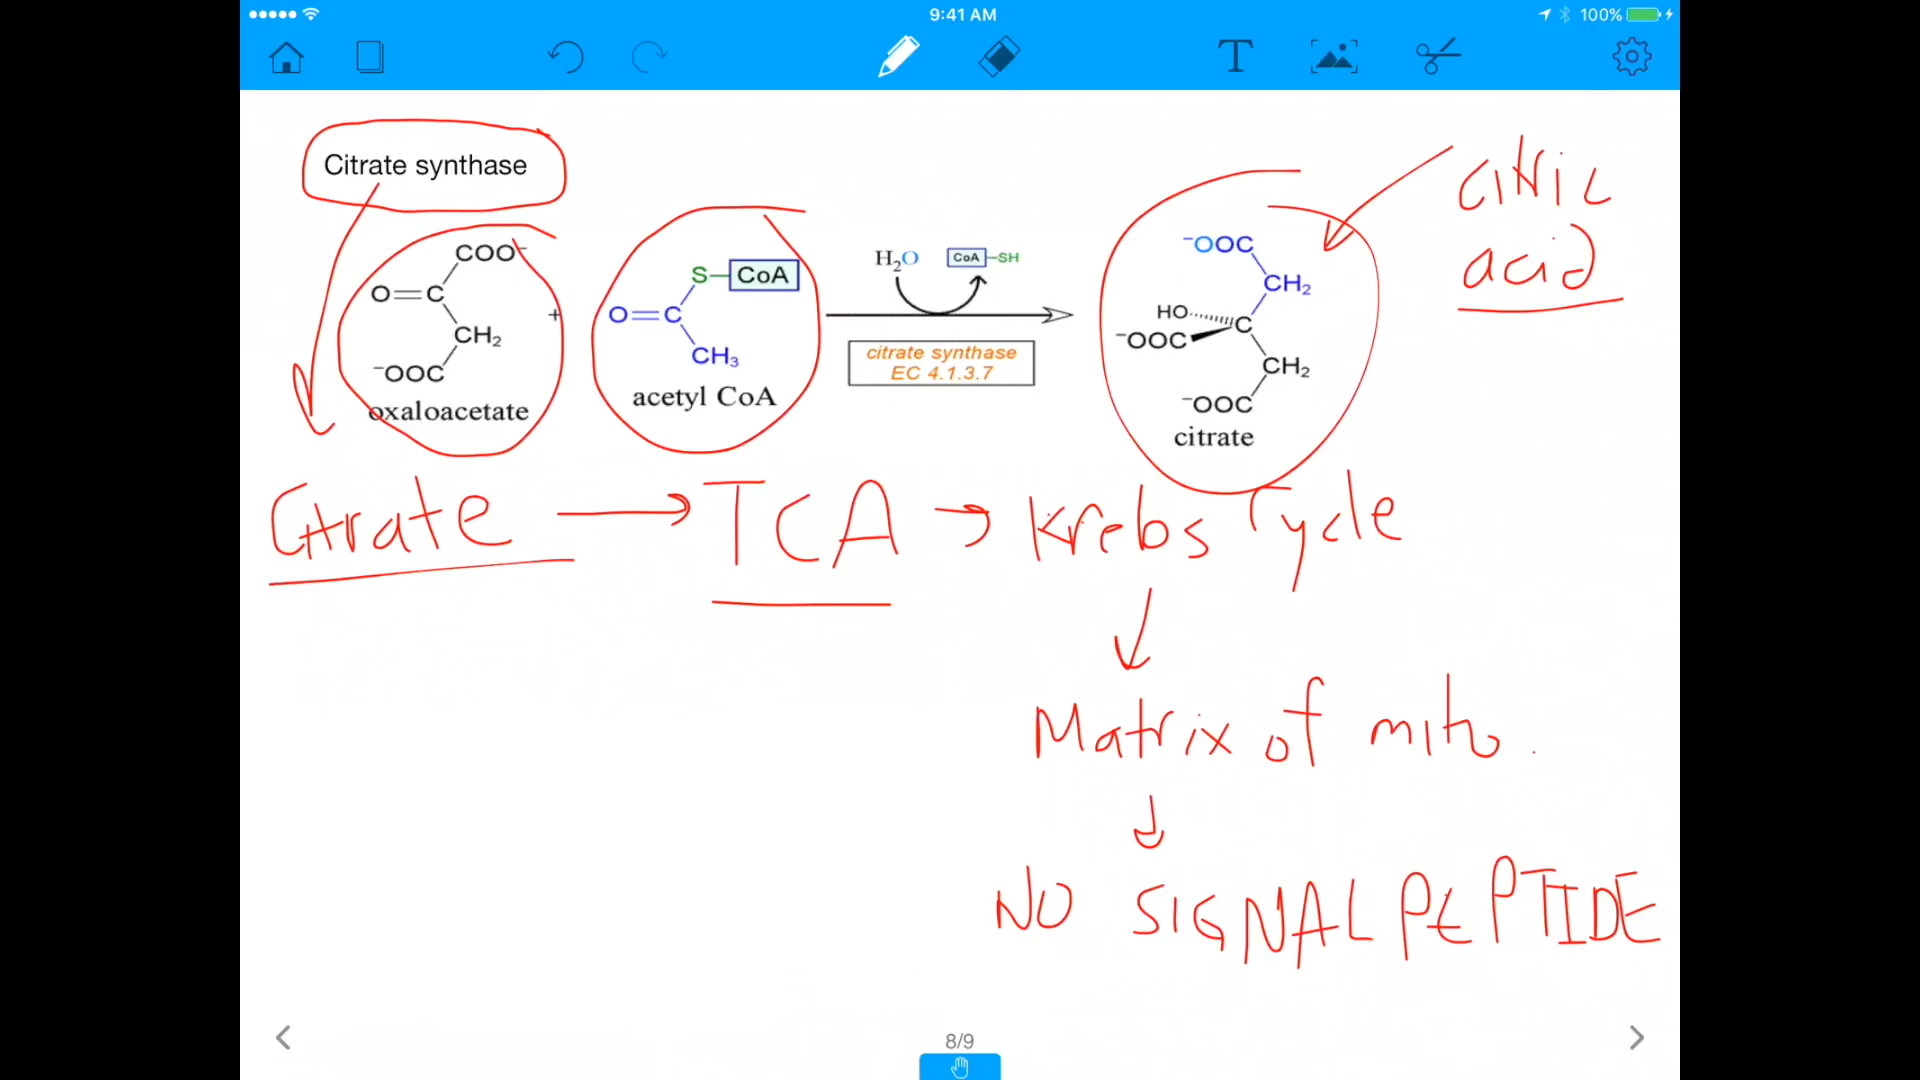 9:41 AM
100%
T
Citrate synthase
COO⁻
O=C
CH₂
⁻OOC
oxaloacetate
+
S-CoA
O=C
CH₃
acetyl CoA
H₂O CoA-SH
citrate synthase
EC 4.1.3.7
⁻OOC
CH₂
HO C
⁻OOC
CH₂
⁻OOC
citrate
citric
acid
Citrate → TCA → Krebs Cycle
Matrix of mito.
NO SIGNAL PEPTIDE
8/9